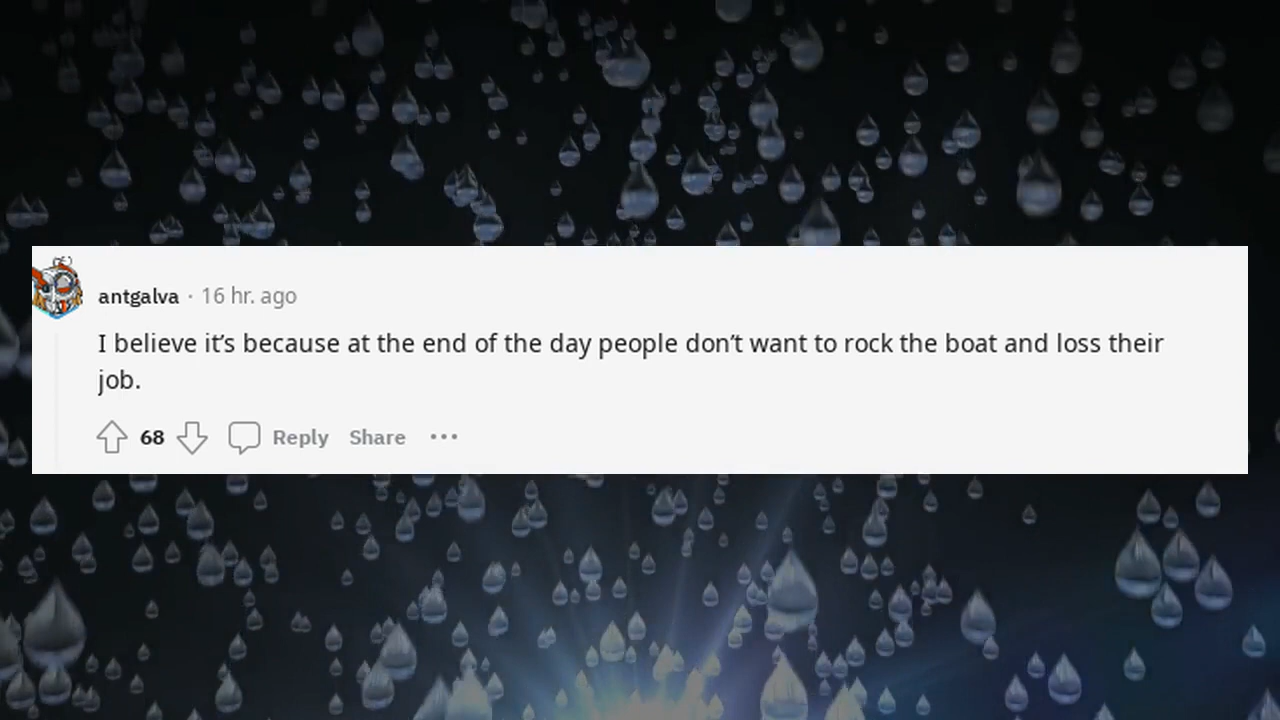 antgalva · 16 hr. ago
I believe it’s because at the end of the day people don’t want to rock the boat and loss their
job.
68 Reply Share ···